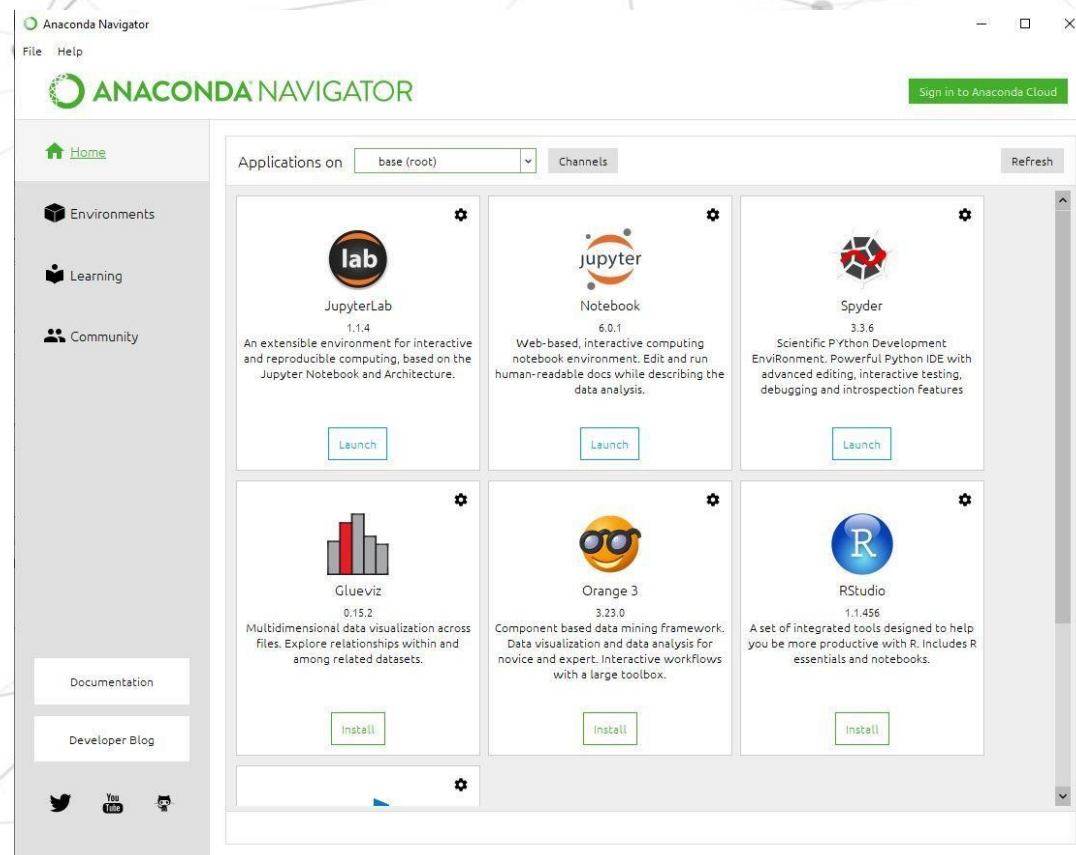 Anaconda Navigator
File Help
ANACONDA NAVIGATOR
Sign in to Anaconda Cloud
Home
Environments
Learning
Community
Documentation
Developer Blog
You
Tube
Applications on
base (root)
Channels
Refresh
lab
JupyterLab
1.1.4
An extensible environment for interactive
and reproducible computing, based on the
Jupyter Notebook and Architecture.
Launch
jupyter
Notebook
6.0.1
Web-based, interactive computing
notebook environment. Edit and run
human-readable docs while describing the
data analysis.
Launch
Spyder
3.3.6
Scientific PYthon Development
EnviRonment. Powerful Python IDE with
advanced editing, interactive testing,
debugging and introspection features
Launch
Glueviz
0.15.2
Multidimensional data visualization across
files. Explore relationships within and
among related datasets.
Install
Orange 3
3.23.0
Component based data mining framework.
Data visualization and data analysis for
novice and expert. Interactive workflows
with a large toolbox.
Install
R
RStudio
1.1.456
A set of integrated tools designed to help
you be more productive with R. Includes R
essentials and notebooks.
Install